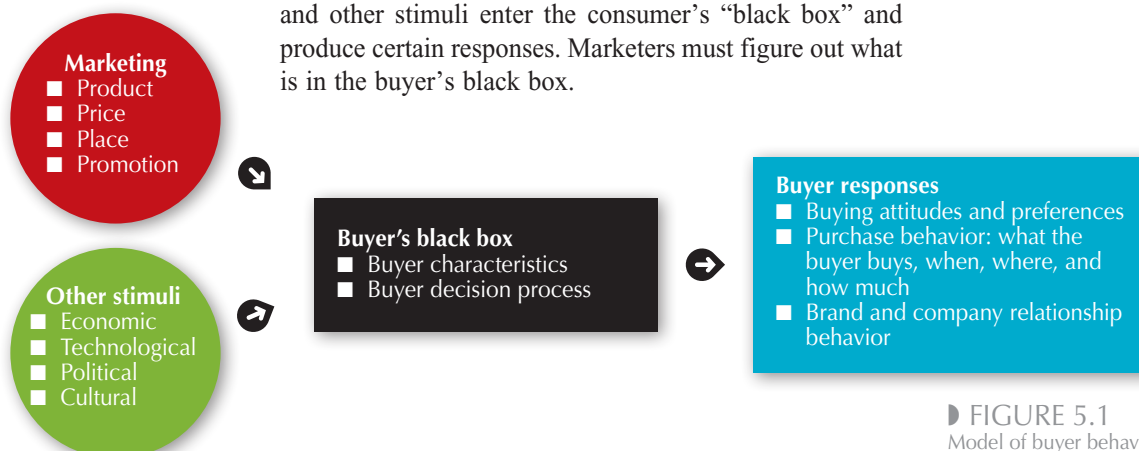 and other stimuli enter the consumer’s “black box” and
produce certain responses. Marketers must figure out what
is in the buyer’s black box.
Marketing
■ Product
■ Price
■ Place
■ Promotion
Other stimuli
■ Economic
■ Technological
■ Political
■ Cultural
Buyer’s black box
■ Buyer characteristics
■ Buyer decision process
Buyer responses
■ Buying attitudes and preferences
■ Purchase behavior: what the
buyer buys, when, where, and
how much
■ Brand and company relationship
behavior
FIGURE 5.1
Model of buyer